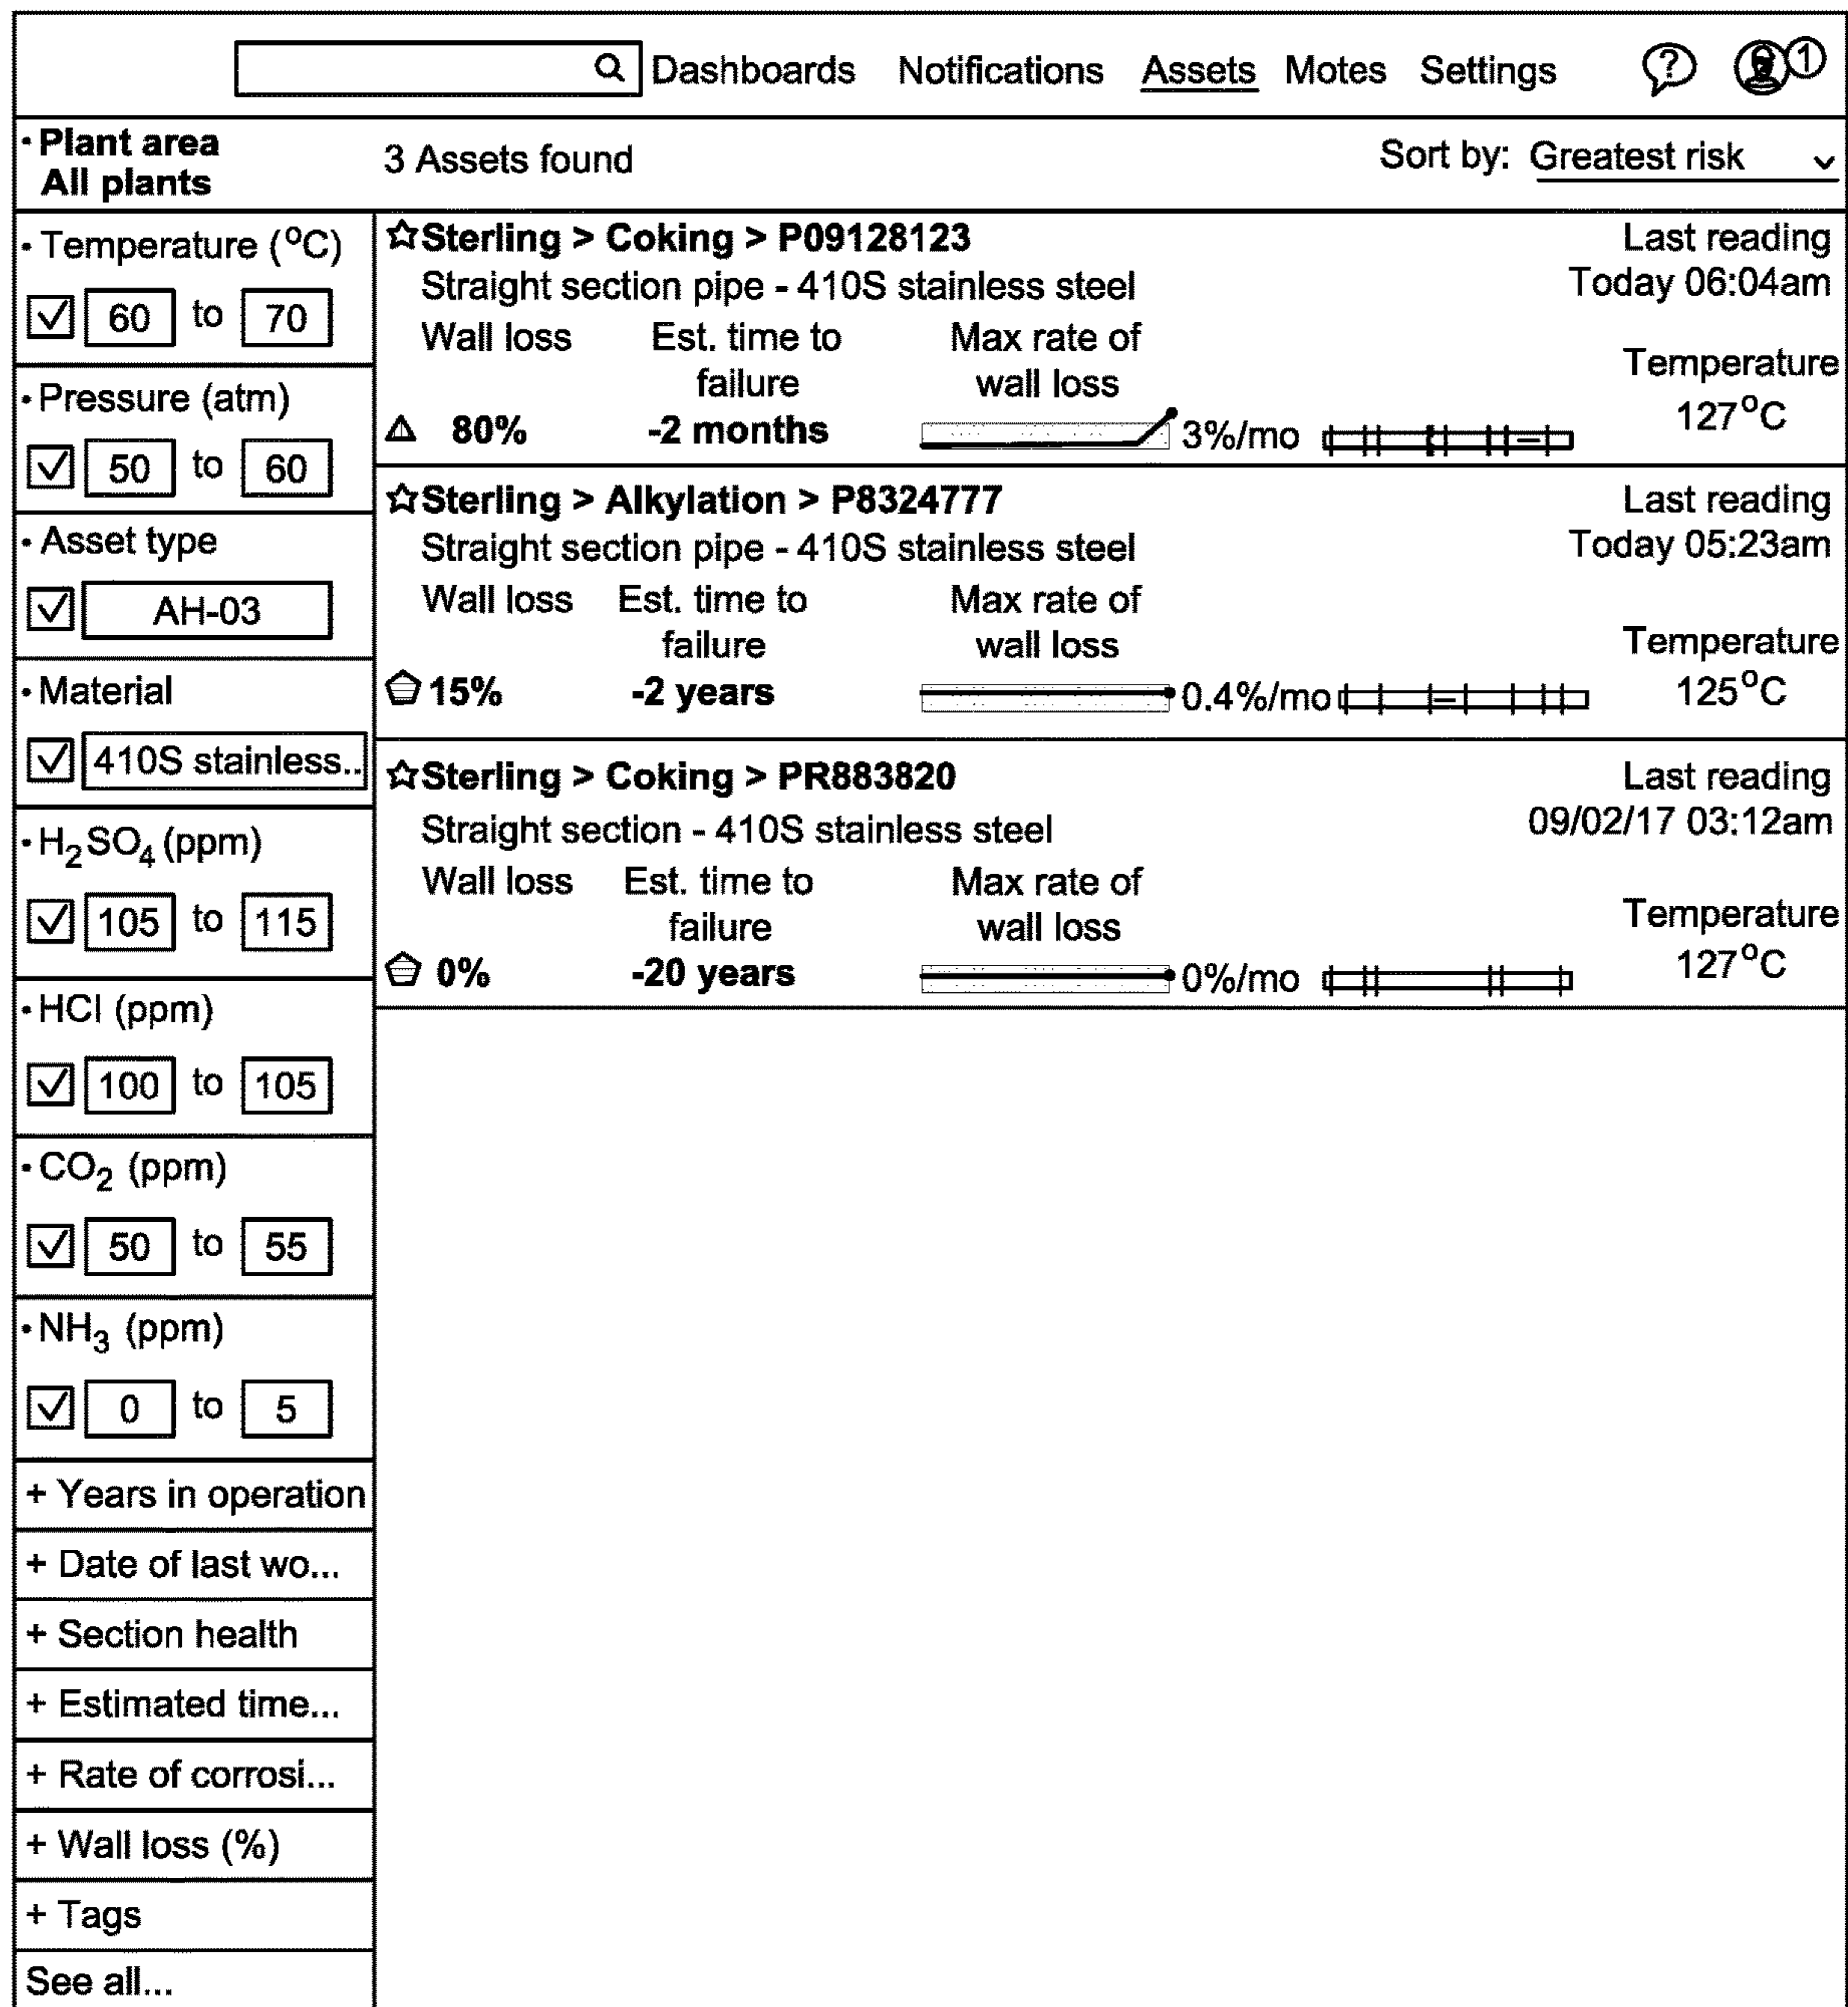 Dashboards Notifications Assets Motes Settings ? 1
· Plant area
All plants
3 Assets found
Sort by: Greatest risk
· Temperature (°C)
60 to 70
· Pressure (atm)
50 to 60
· Asset type
AH-03
· Material
410S stainless..
· H₂SO₄ (ppm)
105 to 115
· HCl (ppm)
100 to 105
· CO₂ (ppm)
50 to 55
· NH₃ (ppm)
0 to 5
+ Years in operation
+ Date of last wo...
+ Section health
+ Estimated time...
+ Rate of corrosi...
+ Wall loss (%)
+ Tags
See all...
Sterling > Coking > P09128123
Straight section pipe - 410S stainless steel
Last reading
Today 06:04am
Wall loss Est. time to Max rate of
failure wall loss
Temperature
80% -2 months 3%/mo 127°C
Sterling > Alkylation > P8324777
Straight section pipe - 410S stainless steel
Last reading
Today 05:23am
Wall loss Est. time to Max rate of
failure wall loss
Temperature
15% -2 years 0.4%/mo 125°C
Sterling > Coking > PR883820
Straight section - 410S stainless steel
Last reading
09/02/17 03:12am
Wall loss Est. time to Max rate of
failure wall loss
Temperature
0% -20 years 0%/mo 127°C